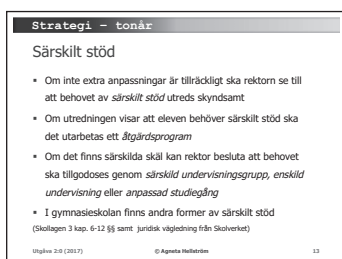 Strategi – tonår
Särskilt stöd
▪ Om inte extra anpassningar är tillräckligt ska rektorn se till
att behovet av särskilt stöd utreds skyndsamt
▪ Om utredningen visar att eleven behöver särskilt stöd ska
det utarbetas ett åtgärdsprogram
▪ Om det finns särskilda skäl kan rektor besluta att behovet
ska tillgodoses genom särskild undervisningsgrupp, enskild
undervisning eller anpassad studiegång
▪ I gymnasieskolan finns andra former av särskilt stöd
(Skollagen 3 kap. 6-12 §§ samt juridisk vägledning från Skolverket)
Utgåva 2:0 (2017) © Agneta Hellström 13